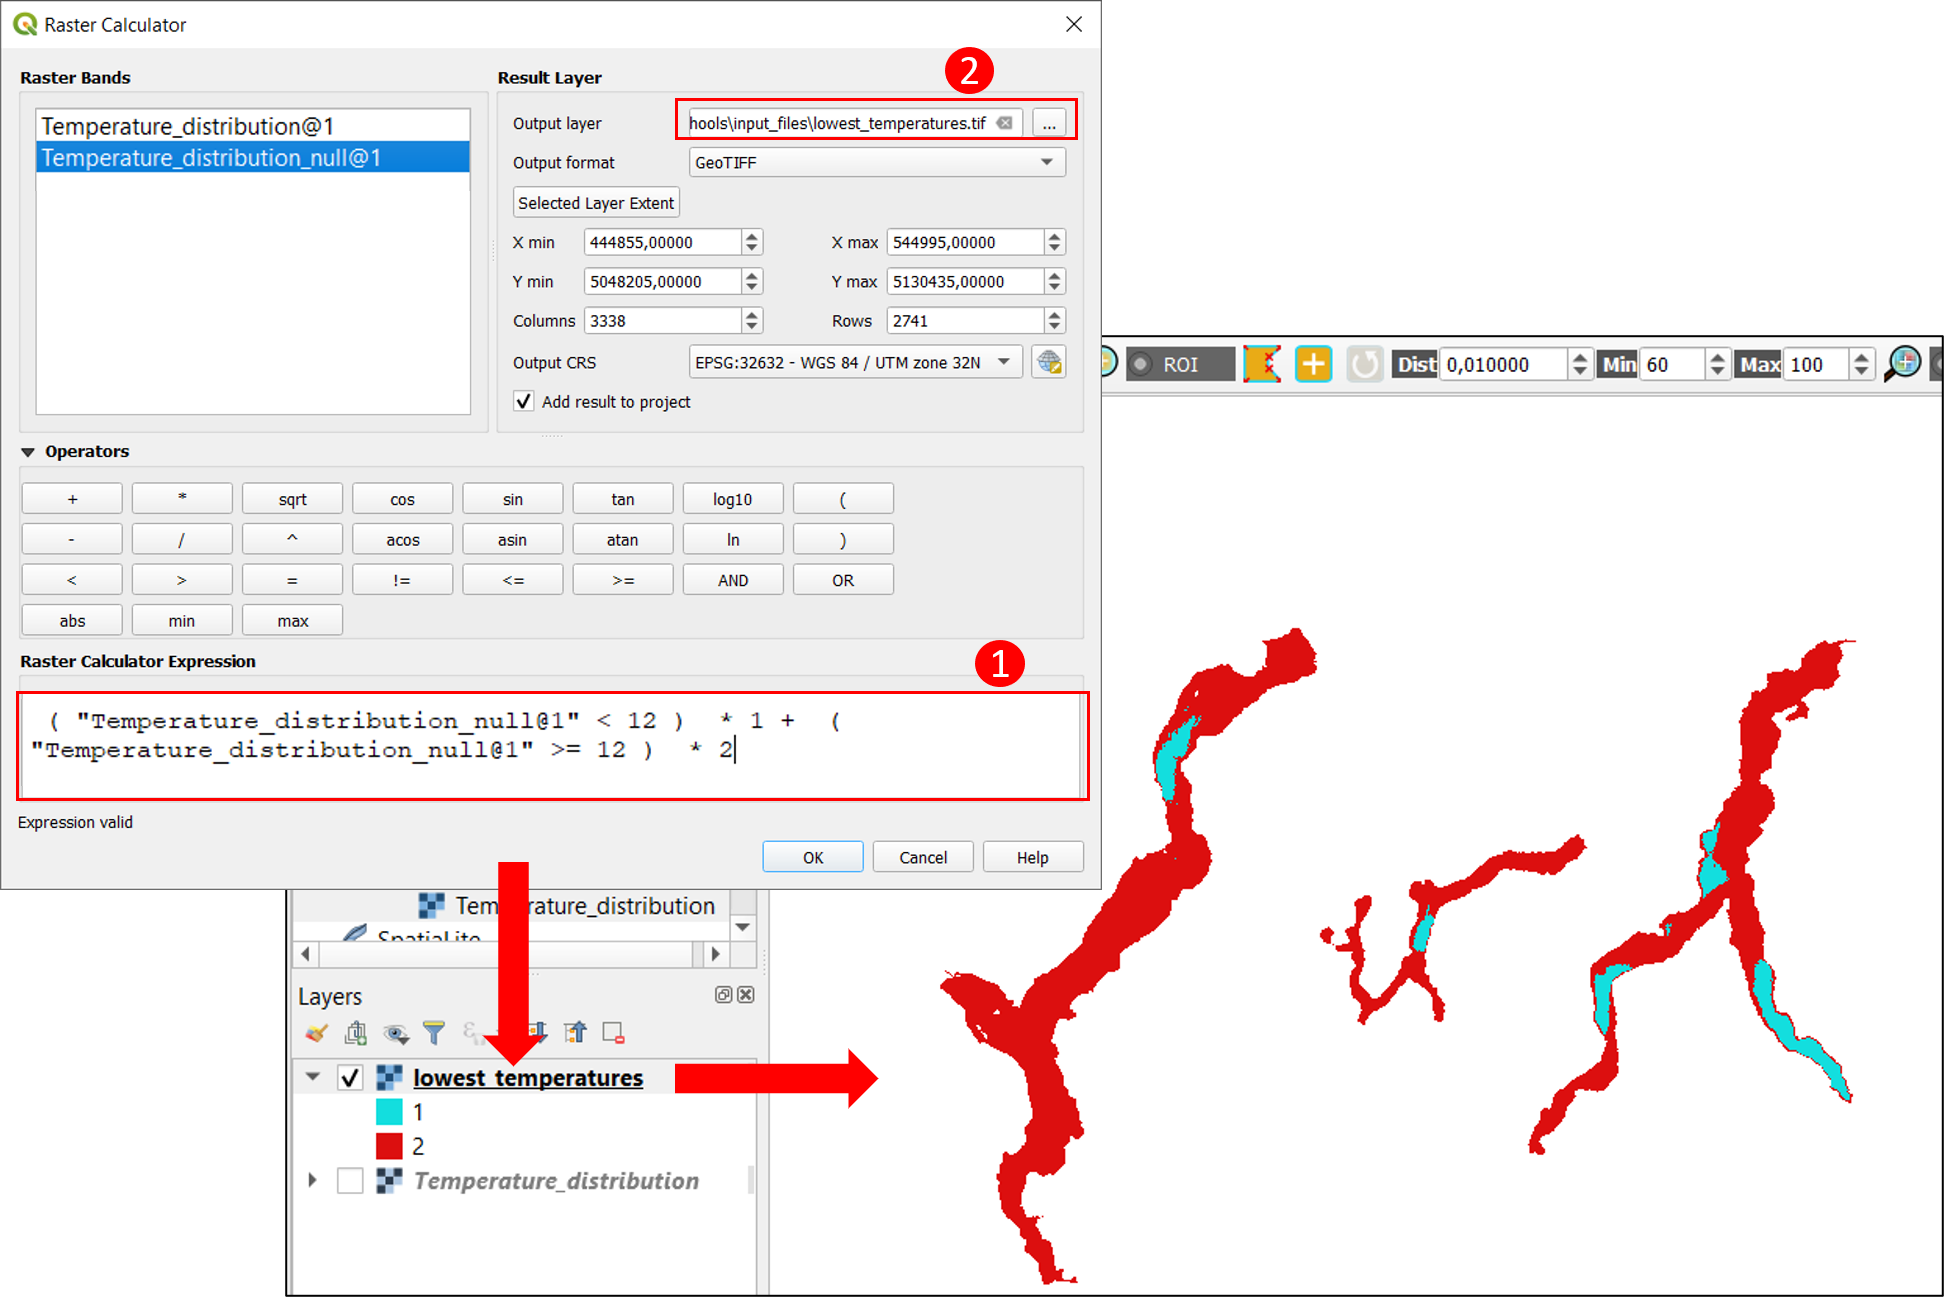 Raster Calculator
Raster Bands
Temperature_distribution@1
Temperature_distribution_null@1
Result Layer
2
Output layer hools\input_files\lowest_temperatures.tif ...
Output format GeoTIFF
Selected Layer Extent
X min 444855,00000 X max 544995,00000
Y min 5048205,00000 Y max 5130435,00000
Columns 3338 Rows 2741
Output CRS EPSG:32632 - WGS 84 / UTM zone 32N
Add result to project
Operators
+ * sqrt cos sin tan log10 (
- / ^ acos asin atan ln )
< > = != <= >= AND OR
abs min max
Raster Calculator Expression
1
( "Temperature_distribution_null@1" < 12 ) * 1 + (
"Temperature_distribution_null@1" >= 12 ) * 2
Expression valid
OK Cancel Help
ROI Dist 0,010000 Min 60 Max 100
Temperature_distribution
SpatiaLite
Layers
lowest_temperatures
1
2
Temperature_distribution